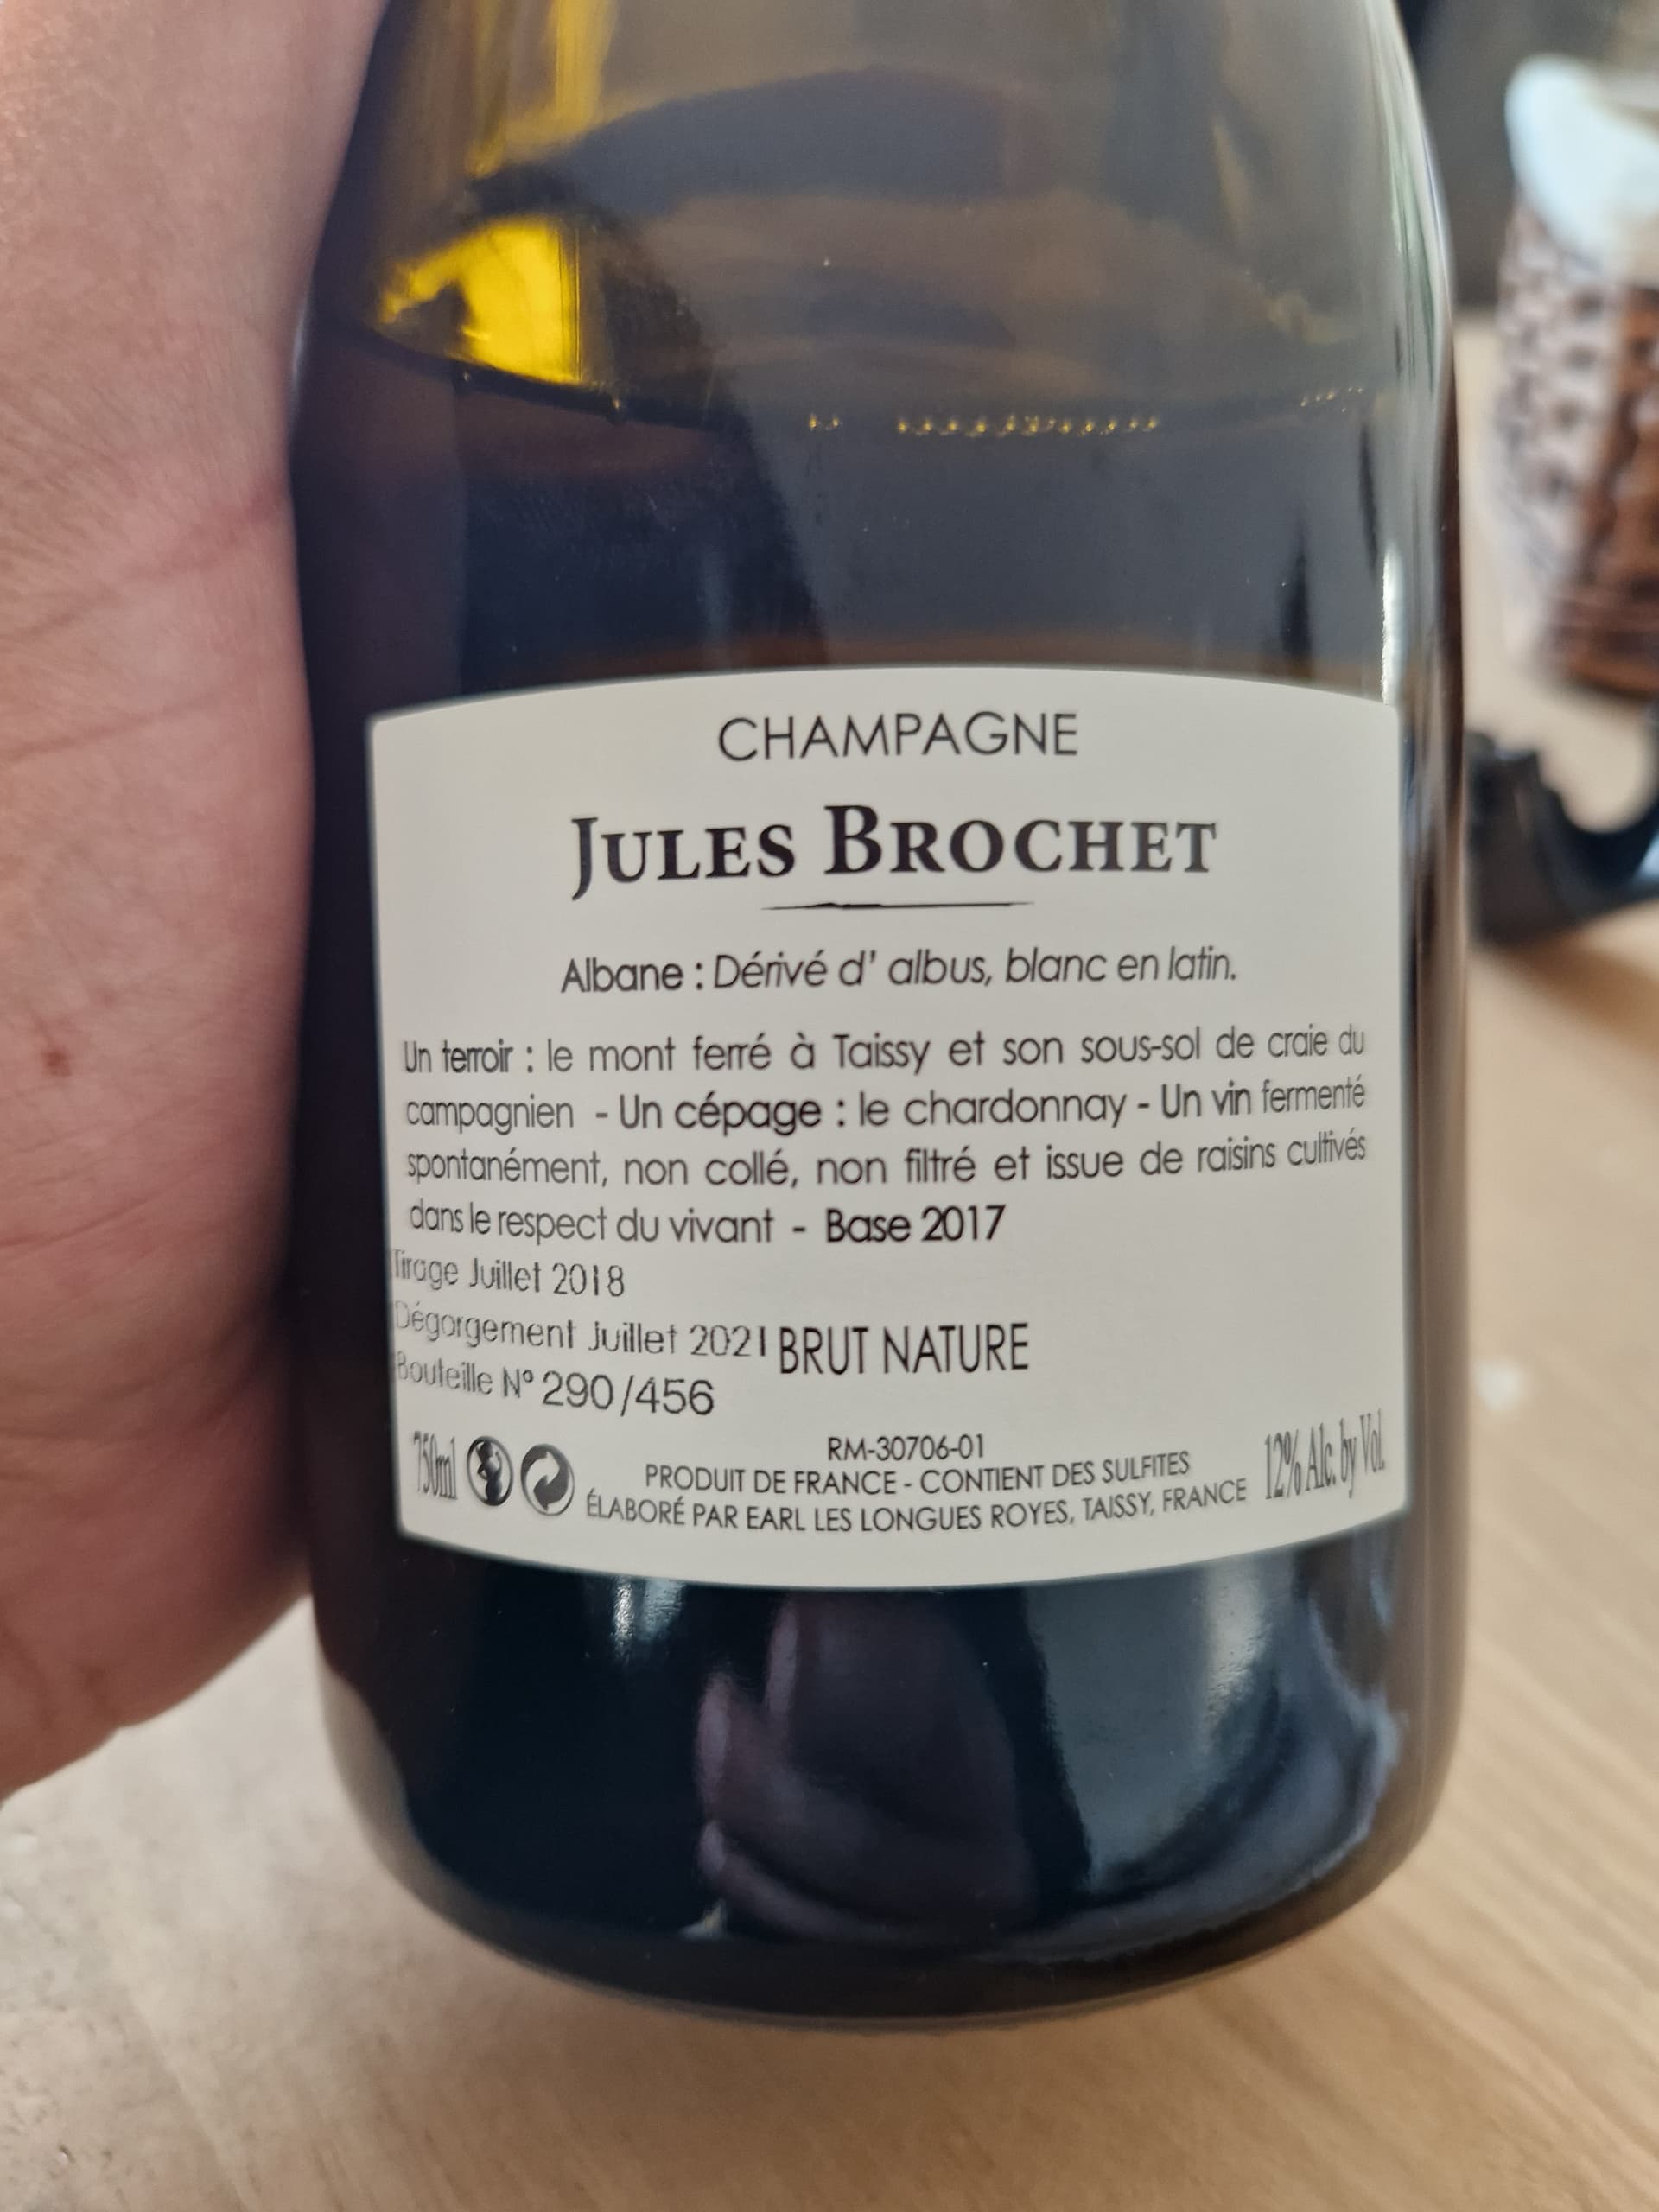 CHAMPAGNE
JULES BROCHET
Albane : Dérivé d' albus, blanc en latin.
Un terroir : le mont ferré à Taissy et son sous-sol de craie du
campagnien - Un cépage : le chardonnay - Un vin fermenté
spontanément, non collé, non filtré et issue de raisins cultivés
dans le respect du vivant - Base 2017
Tirage Juillet 2018
Dégorgement Juillet 2021 BRUT NATURE
Bouteille N° 290/456
RM-30706-01
PRODUIT DE FRANCE - CONTIENT DES SULFITES
ÉLABORÉ PAR EARL LES LONGUES ROYES, TAISSY, FRANCE
750ml
12% Alc. by Vol.